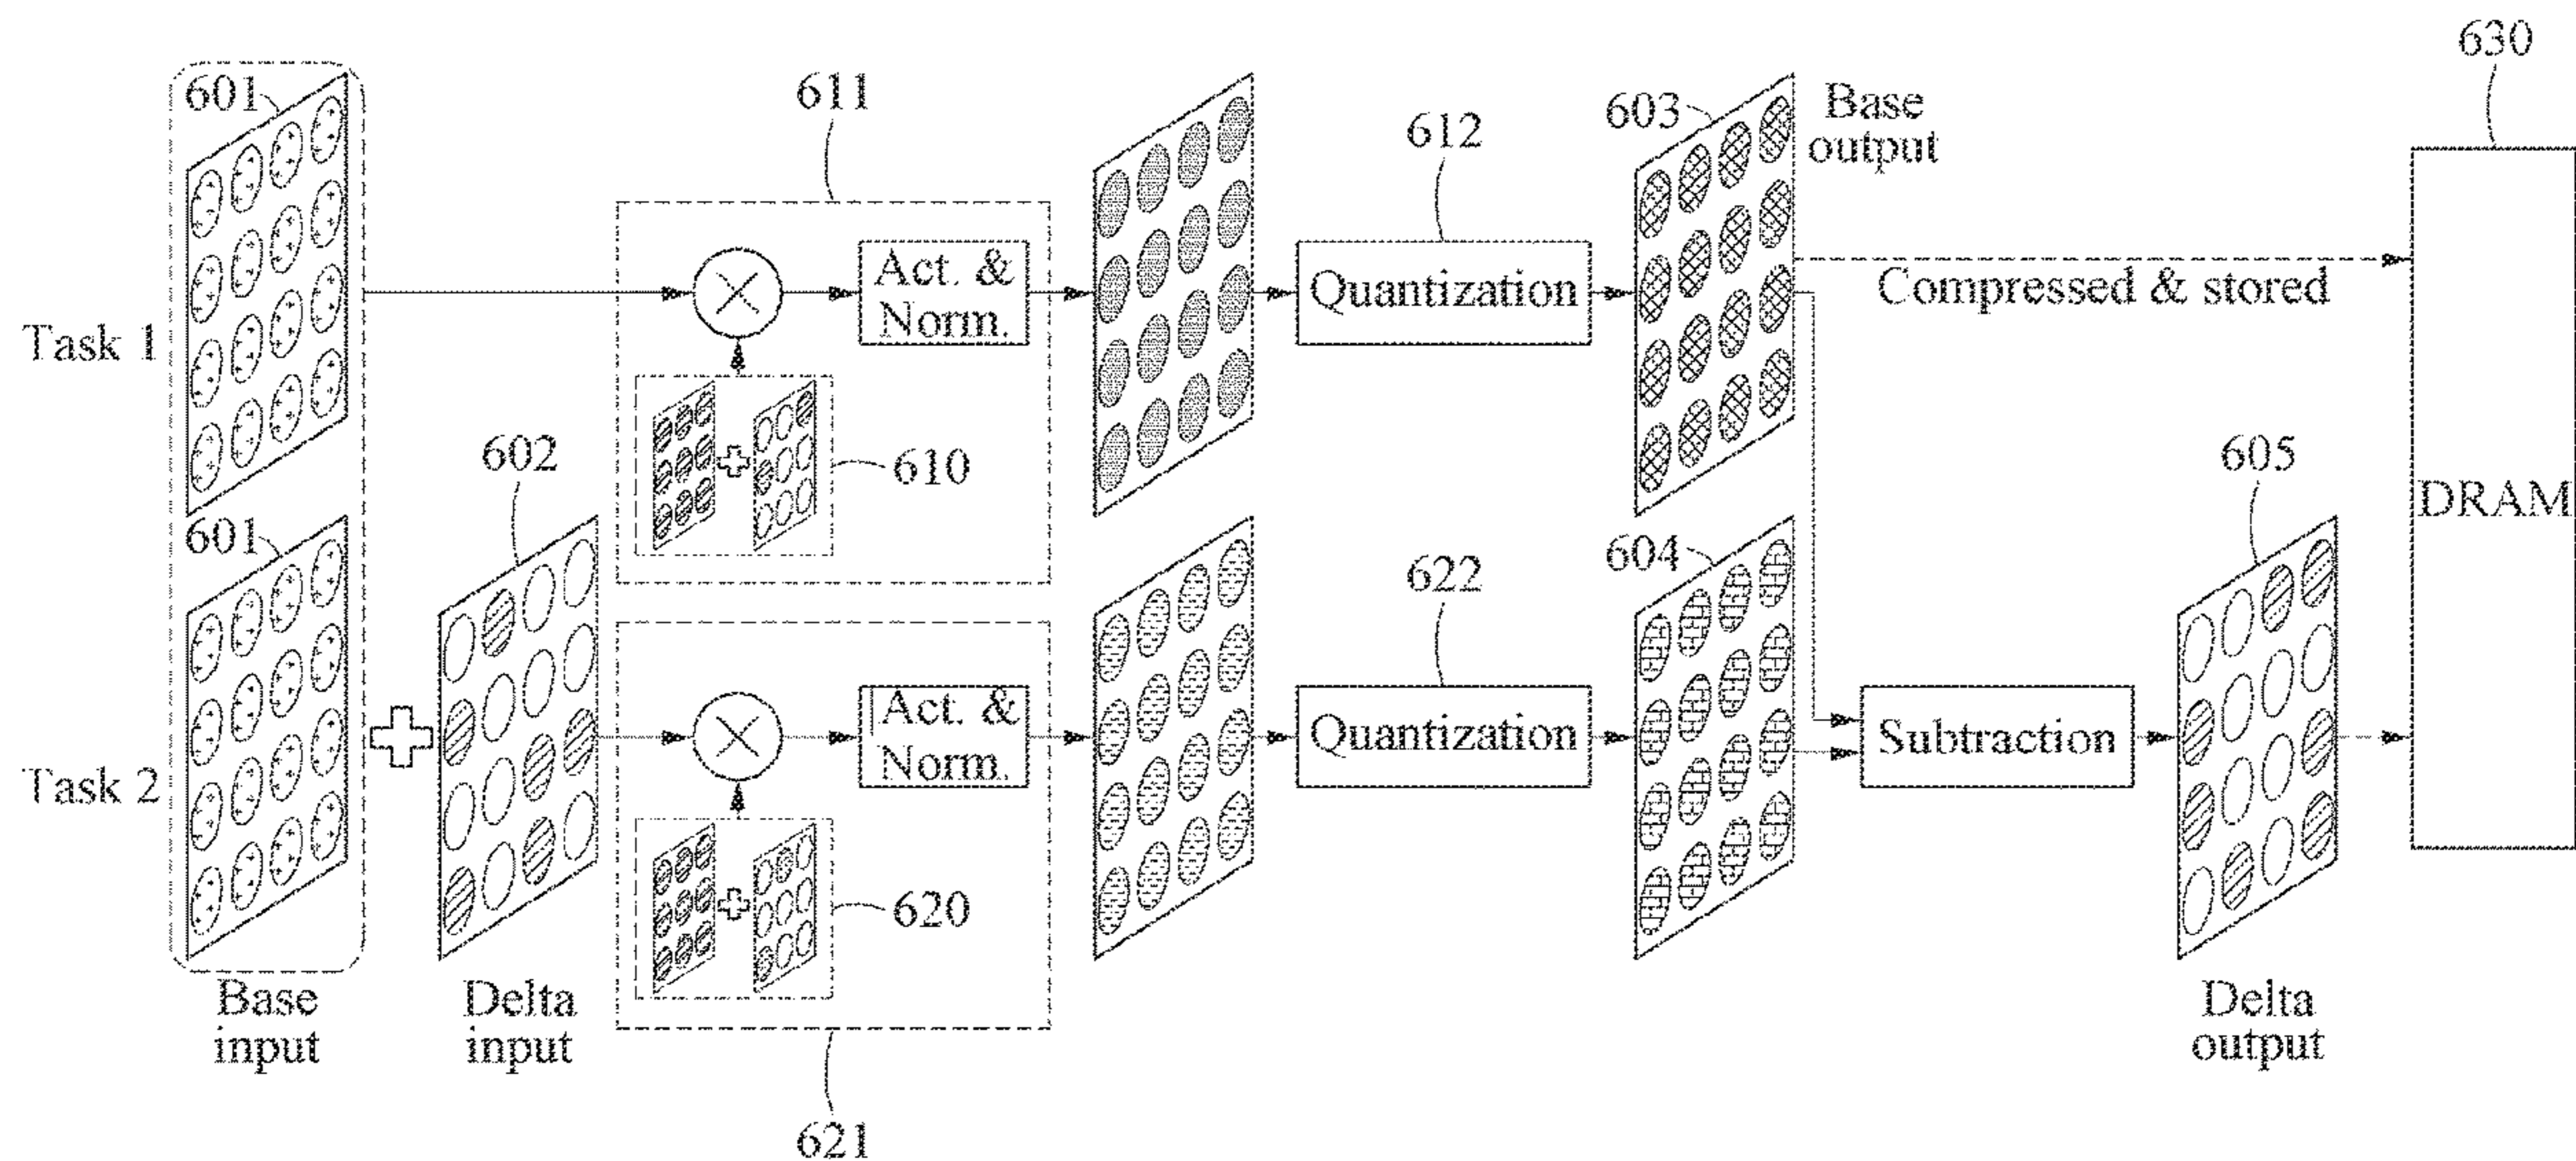 630
601
611
612
603
Base
output
Act. &
Norm.
Quantization
Compressed & stored
Task 1
610
602
605
DRAM
601
622
604
Act. &
Norm.
Quantization
Subtraction
Task 2
620
Base
input
Delta
input
Delta
output
621